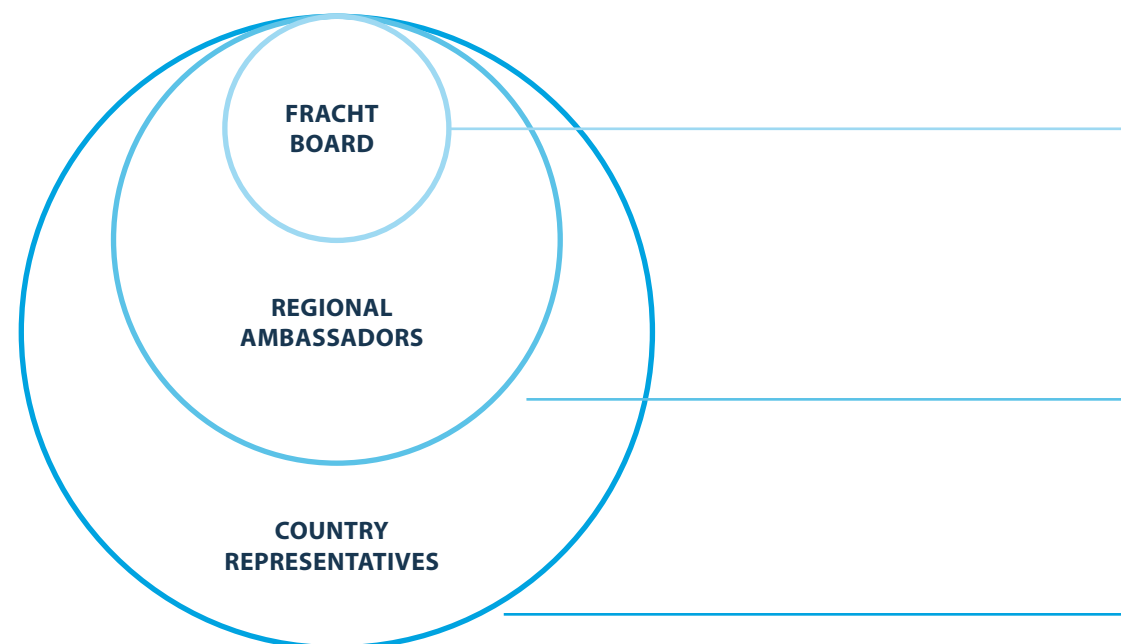 FRACHT
BOARD
REGIONAL
AMBASSADORS
COUNTRY
REPRESENTATIVES